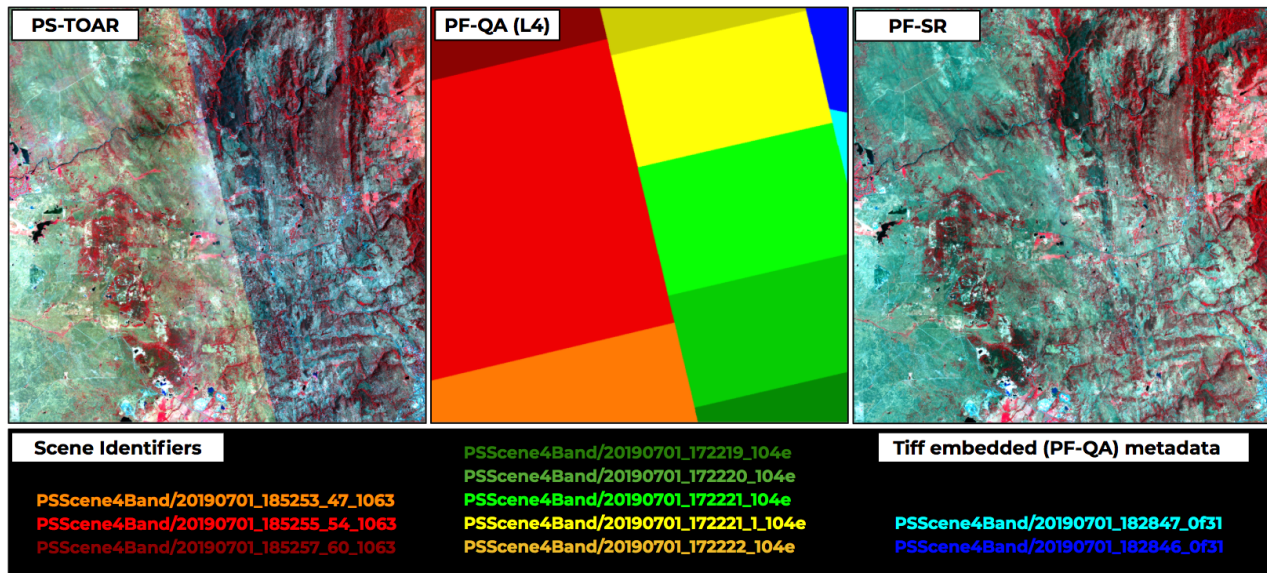 PS-TOAR
PF-QA (L4)
PF-SR
Scene Identifiers
PSScene4Band/20190701_185253_47_1063
PSScene4Band/20190701_185255_54_1063
PSScene4Band/20190701_185257_60_1063
PSScene4Band/20190701_172219_104e
PSScene4Band/20190701_172220_104e
PSScene4Band/20190701_172221_104e
PSScene4Band/20190701_172221_1_104e
PSScene4Band/20190701_172222_104e
Tiff embedded (PF-QA) metadata
PSScene4Band/20190701_182847_0f31
PSScene4Band/20190701_182846_0f31